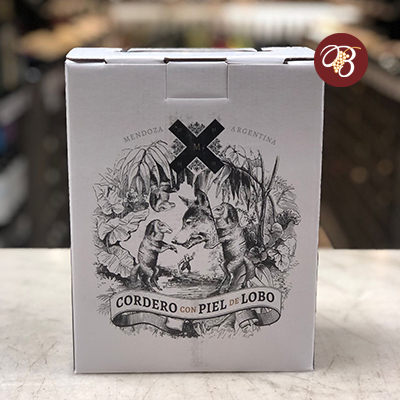 B
MENDOZA ARGENTINA
M
CORDERO CON PIEL DE LOBO